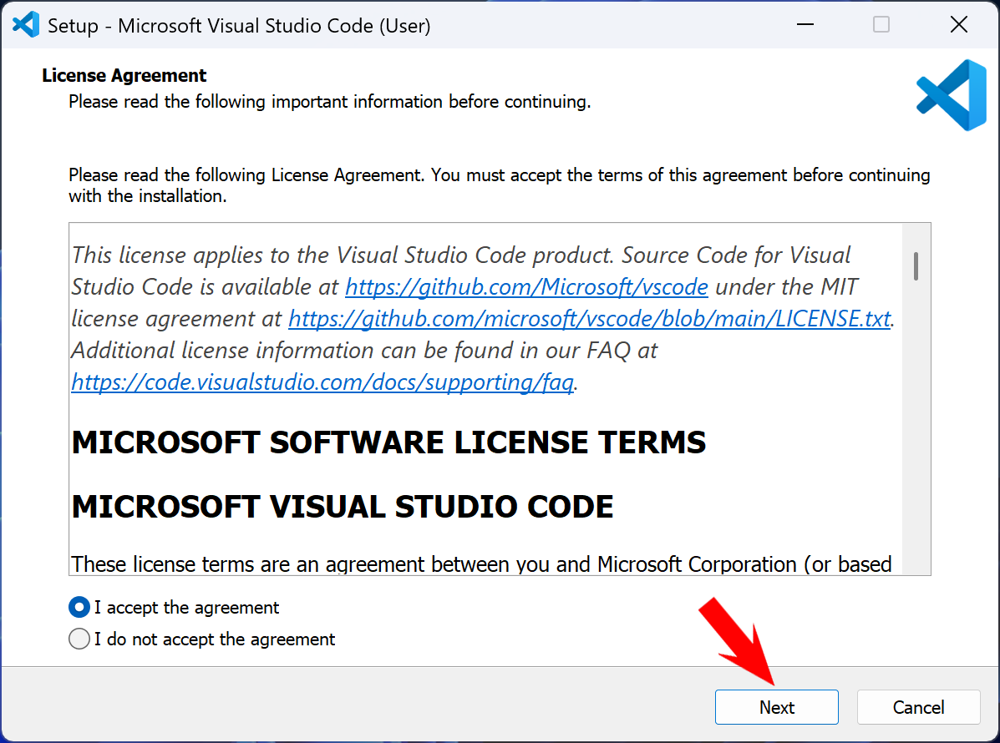 Setup - Microsoft Visual Studio Code (User)
License Agreement
Please read the following important information before continuing.
Please read the following License Agreement. You must accept the terms of this agreement before continuing
with the installation.
This license applies to the Visual Studio Code product. Source Code for Visual
Studio Code is available at https://github.com/Microsoft/vscode under the MIT
license agreement at https://github.com/microsoft/vscode/blob/main/LICENSE.txt.
Additional license information can be found in our FAQ at
https://code.visualstudio.com/docs/supporting/faq.
MICROSOFT SOFTWARE LICENSE TERMS
MICROSOFT VISUAL STUDIO CODE
These license terms are an agreement between you and Microsoft Corporation (or based
I accept the agreement
I do not accept the agreement
Next
Cancel